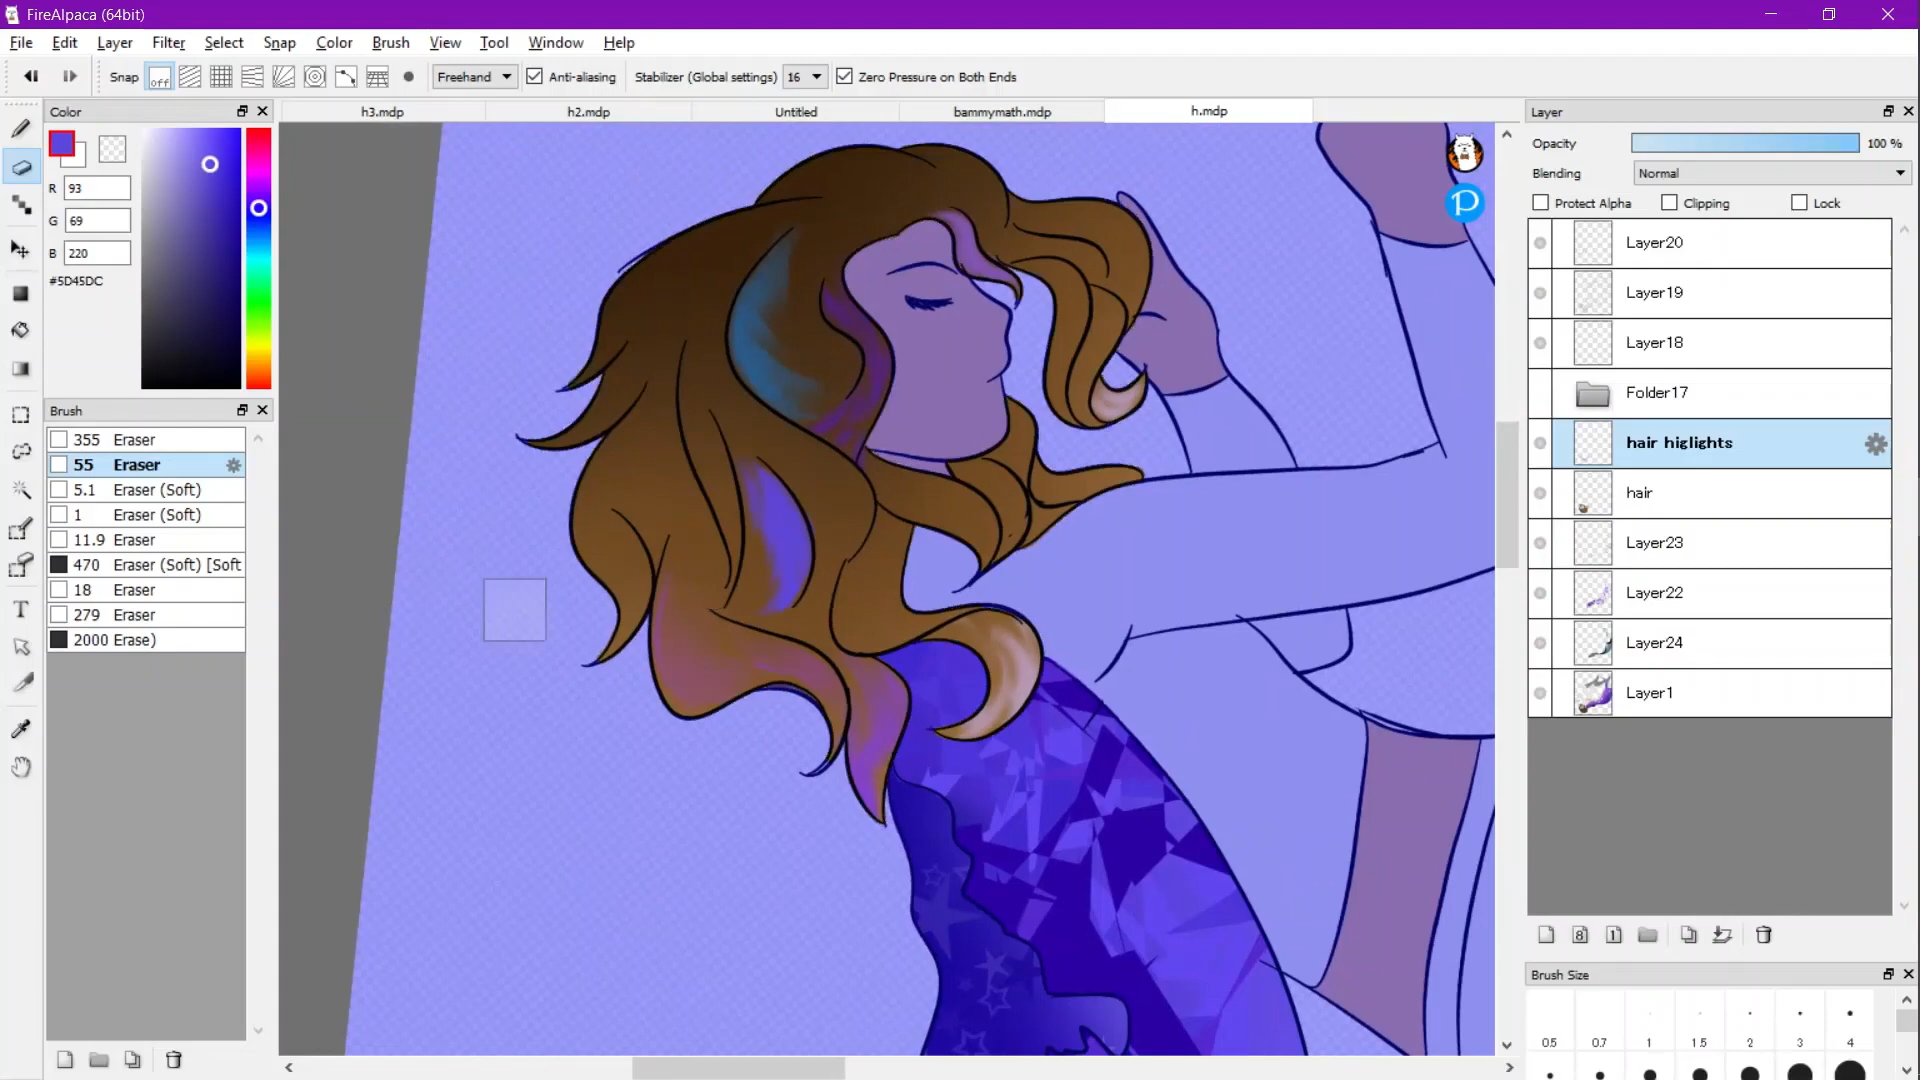 FireAlpaca (64bit)
File Edit Layer Filter Select Snap Color Brush View Tool Window Help
Snap off Freehand Anti-aliasing Stabilizer (Global settings) 16 Zero Pressure on Both Ends
Color
h3.mdp h2.mdp Untitled bammymath.mdp h.mdp
Layer
R 93
G 69
B 220
#5D45DC
Opacity 100 %
Blending Normal
Protect Alpha Clipping Lock
Layer20
Layer19
Layer18
Folder17
hair higlights
hair
Layer23
Layer22
Layer24
Layer1
Brush
355 Eraser
55 Eraser
5.1 Eraser (Soft)
1 Eraser (Soft)
11.9 Eraser
470 Eraser (Soft) [Soft
18 Eraser
279 Eraser
2000 Erase)
T
P
8 1
Brush Size
0.5 0.7 1 1.5 2 3 4